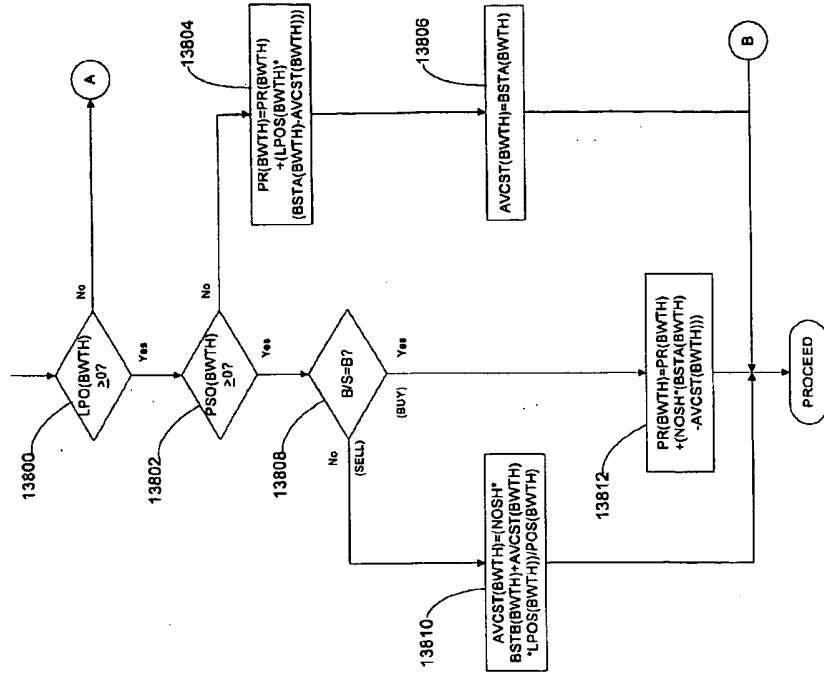 13800
LPO(BWTH)
≥0?
No
A
Yes
13802
PSO(BWTH)
≥0?
No
Yes
13804
PR(BWTH)=PR(BWTH)
+(LPOS(BWTH)*
(BSTA(BWTH)-AVCST(BWTH)))
13808
B/S=B?
No
(SELL)
Yes
(BUY)
13806
AVCST(BWTH)=BSTA(BWTH)
13810
AVCST(BWTH)=(NOSH*
BSTB(BWTH)+AVCST(BWTH)
*LPOS(BWTH))/POS(BWTH)
13812
PR(BWTH)=PR(BWTH)
+(NOSH*(BSTA(BWTH)
-AVCST(BWTH)))
B
PROCEED